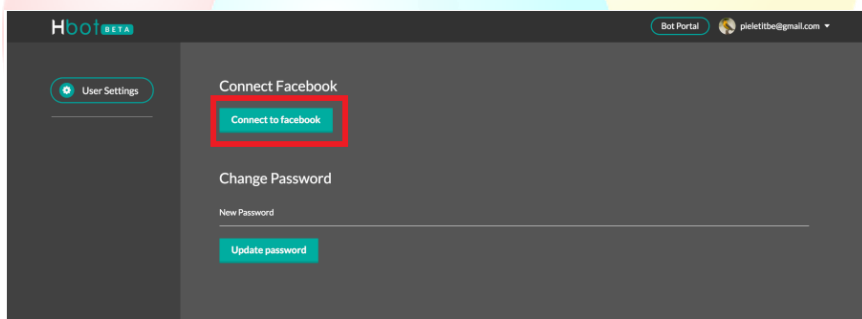 Hbot BETA
Bot Portal pieletitbe@gmail.com
User Settings
Connect Facebook
Connect to facebook
Change Password
New Password
Update password